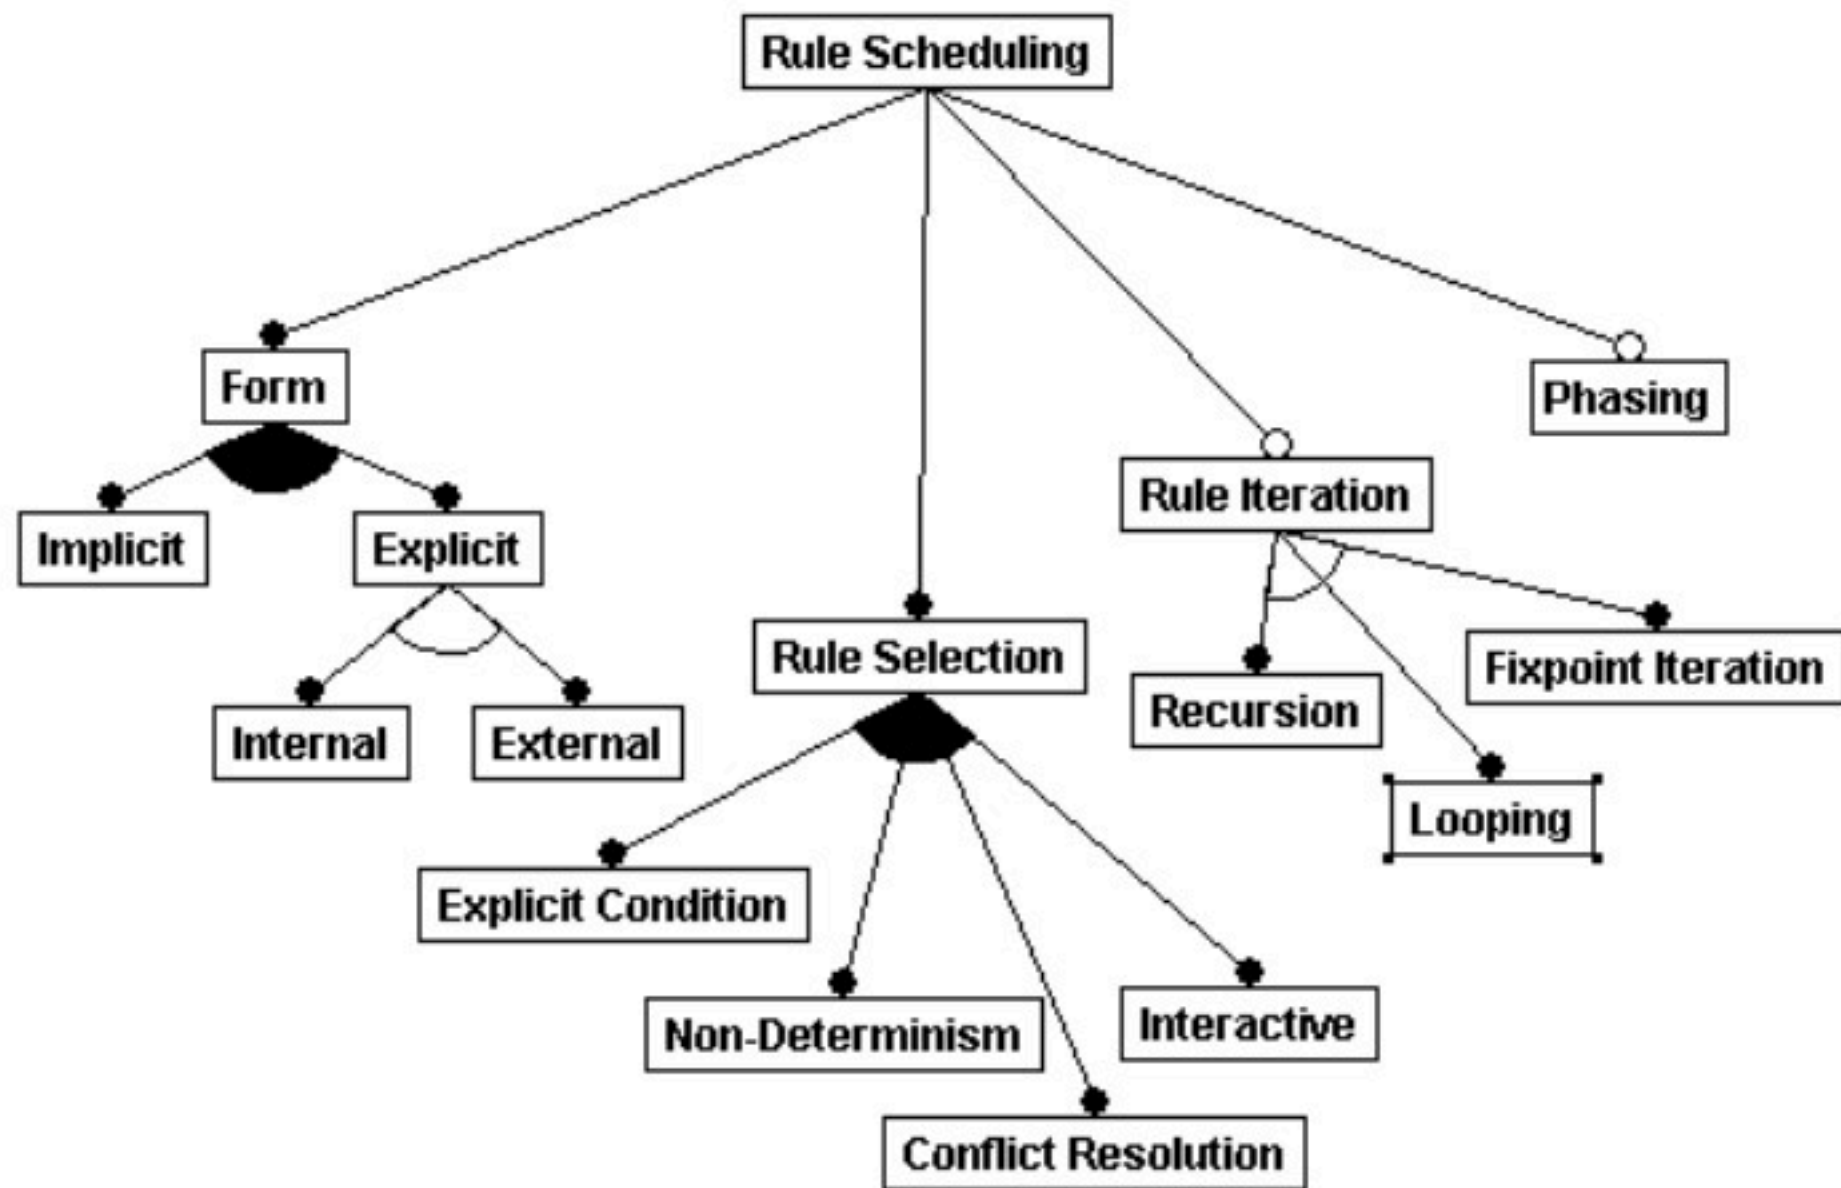 Rule Scheduling
Form
Phasing
Rule Iteration
Implicit
Explicit
Rule Selection
Fixpoint Iteration
Recursion
Internal
External
Looping
Explicit Condition
Non-Determinism
Interactive
Conflict Resolution